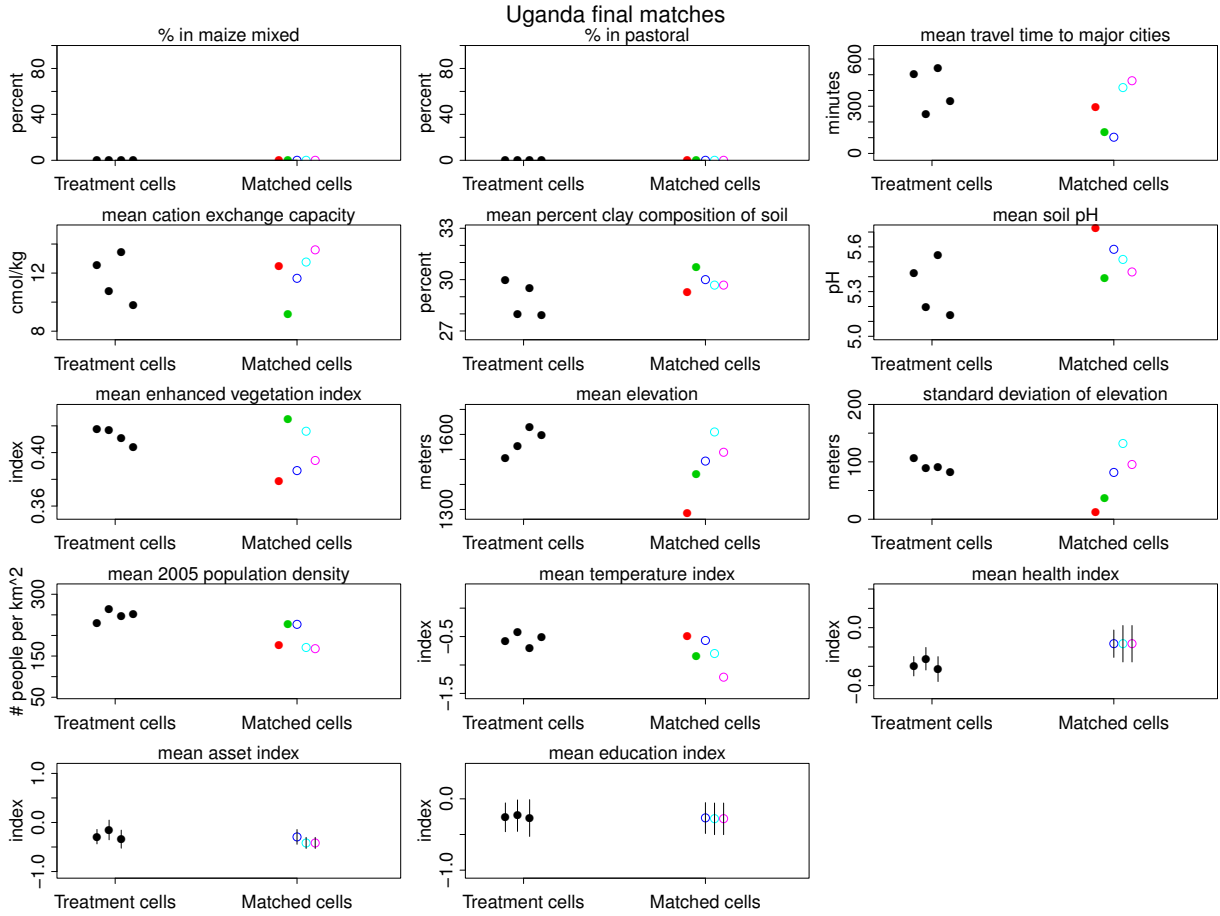 Uganda final matches
% in maize mixed
percent
0 40 80
Treatment cells Matched cells
% in pastoral
percent
0 40 80
Treatment cells Matched cells
mean travel time to major cities
minutes
0 300 600
Treatment cells Matched cells
mean cation exchange capacity
cmol/kg
8 12
Treatment cells Matched cells
mean percent clay composition of soil
percent
27 30 33
Treatment cells Matched cells
mean soil pH
pH
5.0 5.3 5.6
Treatment cells Matched cells
mean enhanced vegetation index
index
0.36 0.40
Treatment cells Matched cells
mean elevation
meters
1300 1600
Treatment cells Matched cells
standard deviation of elevation
meters
0 100 200
Treatment cells Matched cells
mean 2005 population density
# people per km^2
50 150 300
Treatment cells Matched cells
mean temperature index
index
−1.5 −0.5
Treatment cells Matched cells
mean health index
index
−0.6 0.0
Treatment cells Matched cells
mean asset index
index
−1.0 0.0 1.0
Treatment cells Matched cells
mean education index
index
−1.0 0.0
Treatment cells Matched cells